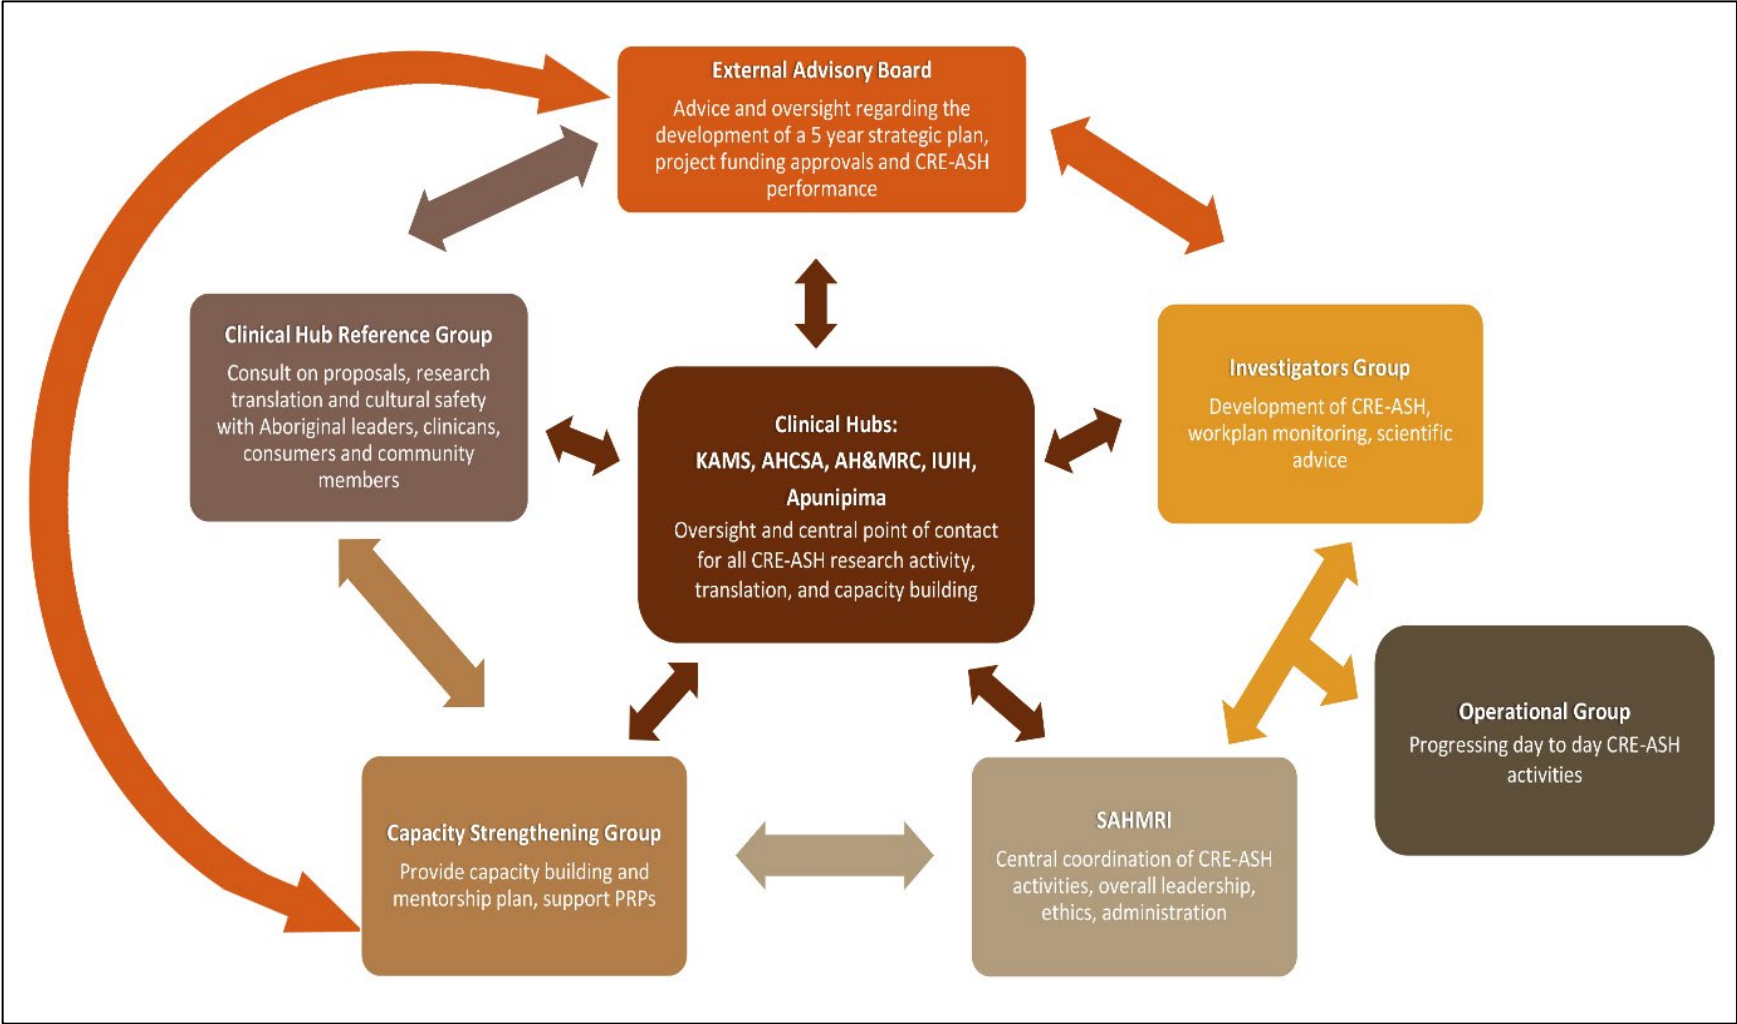 External Advisory Board
Advice and oversight regarding the
development of a 5 year strategic plan,
project funding approvals and CRE-ASH
performance
Clinical Hub Reference Group
Consult on proposals, research
translation and cultural safety
with Aboriginal leaders, clinicans,
consumers and community
members
Clinical Hubs:
KAMS, AHCSA, AH&MRC, IUIH,
Apunipima
Oversight and central point of contact
for all CRE-ASH research activity,
translation, and capacity building
Investigators Group
Development of CRE-ASH,
workplan monitoring, scientific
advice
Operational Group
Progressing day to day CRE-ASH
activities
Capacity Strengthening Group
Provide capacity building and
mentorship plan, support PRPs
SAHMRI
Central coordination of CRE-ASH
activities, overall leadership,
ethics, administration